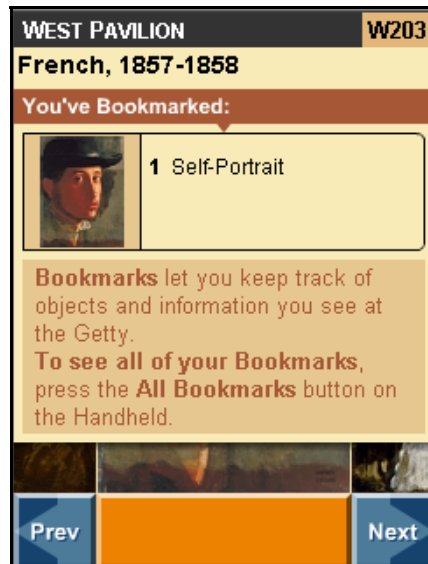 WEST PAVILION W203
French, 1857-1858
You've Bookmarked:
1 Self-Portrait
Bookmarks let you keep track of
objects and information you see at
the Getty.
To see all of your Bookmarks,
press the All Bookmarks button on
the Handheld.
Prev Next